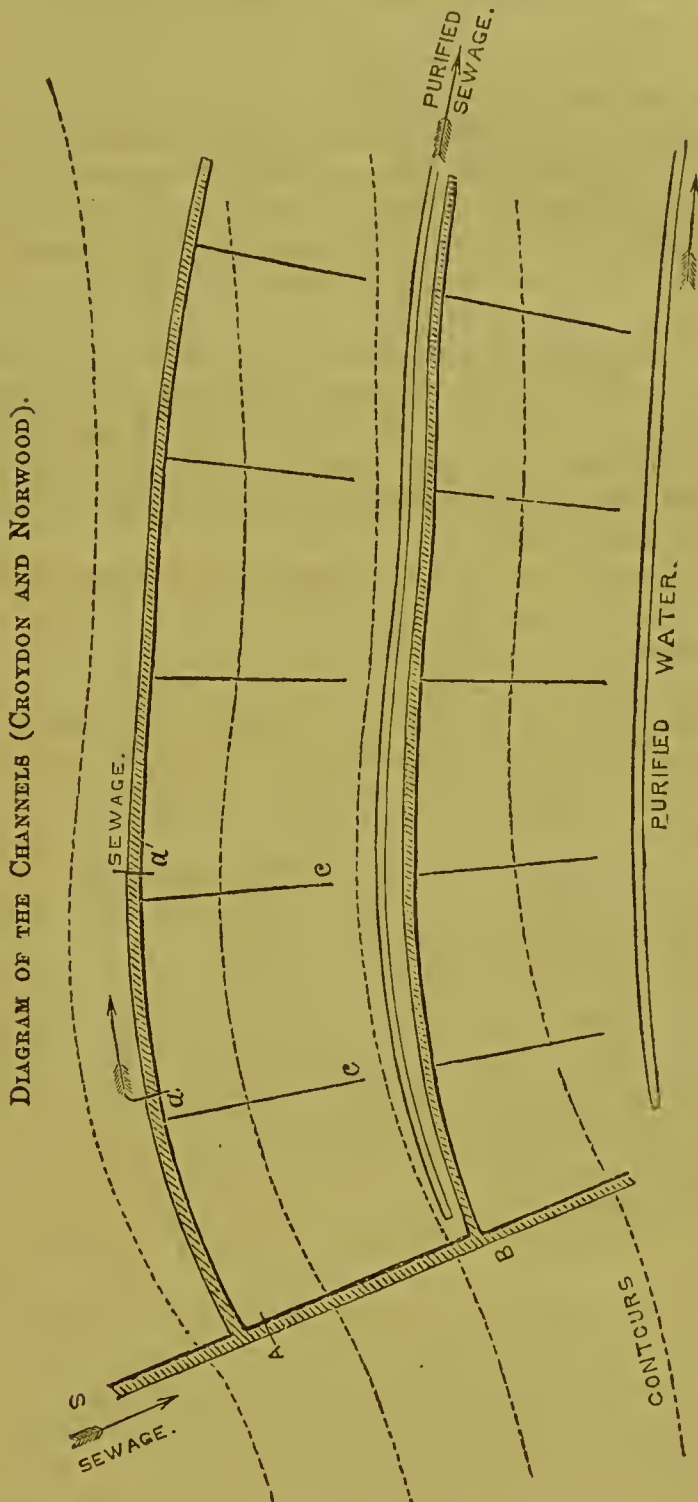 DIAGRAM OF THE CHANNELS (CROYDON AND NORWOOD).
PURIFIED
SEWAGE.
SEWAGE.
d
d'
c
c
S
SEWAGE.
A
B
PURIFIED WATER.
CONTOURS